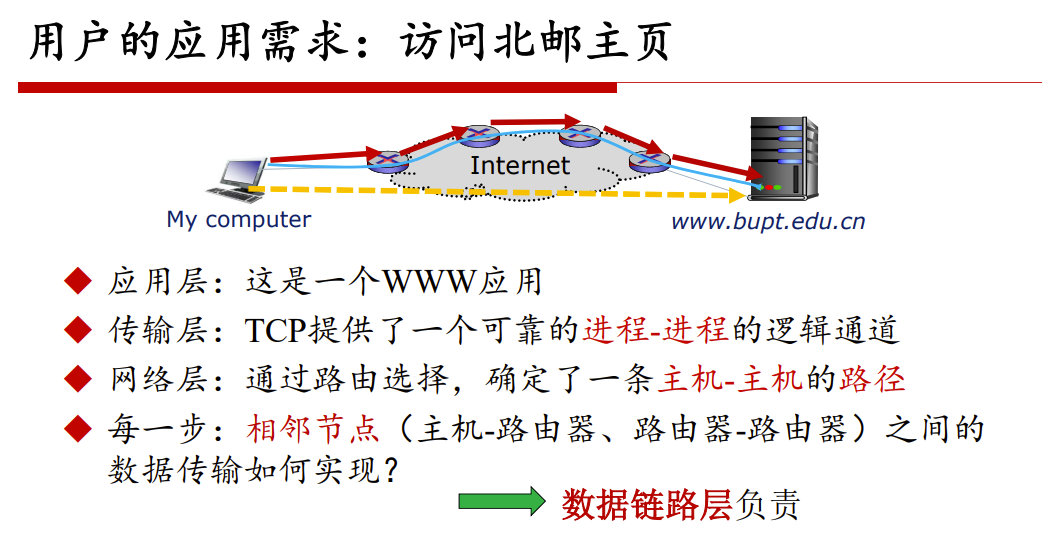 用户的应用需求：访问北邮主页
Internet
My computer
www.bupt.edu.cn
应用层：这是一个WWW应用
传输层：TCP提供了一个可靠的进程-进程的逻辑通道
网络层：通过路由选择，确定了一条主机-主机的路径
每一步：相邻节点（主机-路由器、路由器-路由器）之间的
数据传输如何实现？
数据链路层负责